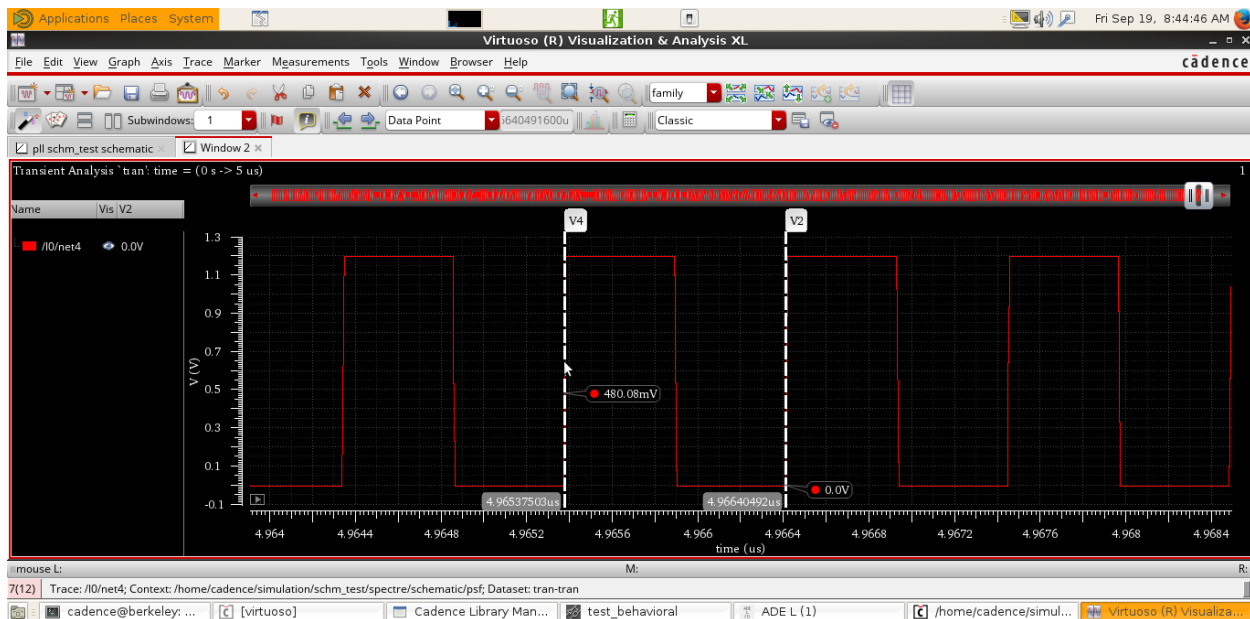 Applications Places System
Fri Sep 19, 8:44:46 AM
Virtuoso (R) Visualization & Analysis XL
File Edit View Graph Axis Trace Marker Measurements Tools Window Browser Help
cādence
family
Subwindows: 1
Data Point
5640491600u
Classic
pll schm_test schematic
Window 2
Transient Analysis `tran': time = (0 s -> 5 us)
1
Name Vis V2
/I0/net4 0.0V
V4
V2
1.3
1.1
0.9
0.7
0.5
0.3
0.1
-0.1
V (V)
480.08mV
0.0V
4.96537503us
4.96640492us
4.964 4.9644 4.9648 4.9652 4.9656 4.966 4.9664 4.9668 4.9672 4.9676 4.968 4.9684
time (us)
mouse L:
M:
R:
7(12)
Trace: /I0/net4; Context: /home/cadence/simulation/schm_test/spectre/schematic/psf; Dataset: tran-tran
cadence@berkeley: ...
[virtuoso]
Cadence Library Man...
test_behavioral
ADE L (1)
/home/cadence/simul...
Virtuoso (R) Visualiza...